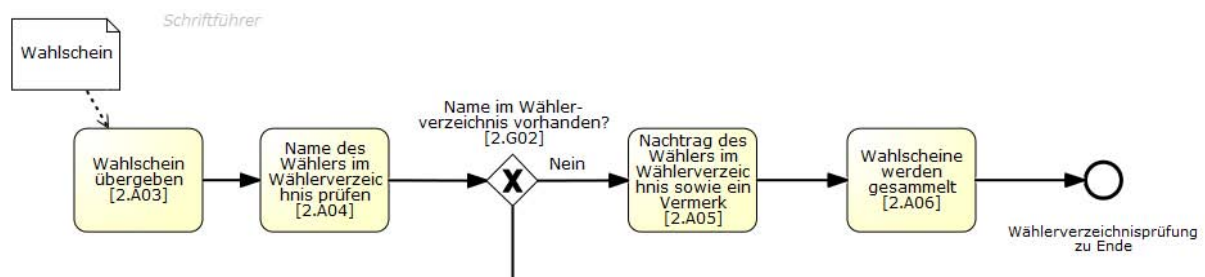 Schriftführer
Wahlschein
Wahlschein
übergeben
[2.A03]
Name des
Wählers im
Wählerverzeic
hnis prüfen
[2.A04]
Name im Wähler-
verzeichnis vorhanden?
[2.G02]
Nein
Nachtrag des
Wählers im
Wählerverzeic
hnis sowie ein
Vermerk
[2.A05]
Wahlscheine
werden
gesammelt
[2.A06]
Wählerverzeichnisprüfung
zu Ende